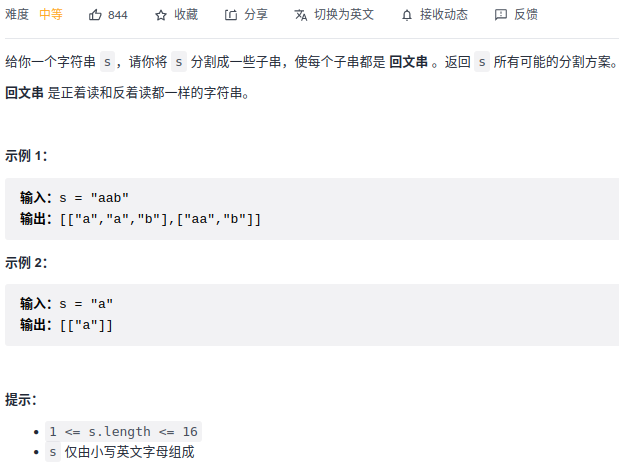 难度 中等 844 收藏 分享 切换为英文 接收动态 反馈
给你一个字符串 s，请你将 s 分割成一些子串，使每个子串都是 回文串 。返回 s 所有可能的分割方案。
回文串 是正着读和反着读都一样的字符串。
示例 1：
输入：s = "aab"
输出：[["a","a","b"],["aa","b"]]
示例 2：
输入：s = "a"
输出：[["a"]]
提示：
• 1 <= s.length <= 16
• s 仅由小写英文字母组成